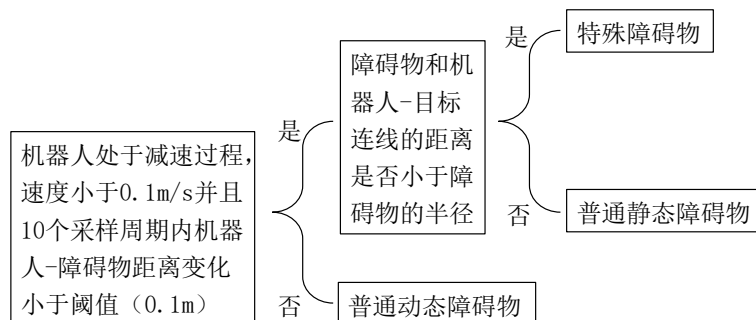 机器人处于减速过程，
速度小于0.1m/s并且
10个采样周期内机器
人-障碍物距离变化
小于阈值（0.1m）
是
否
障碍物和机
器人-目标
连线的距离
是否小于障
碍物的半径
普通动态障碍物
是
否
特殊障碍物
普通静态障碍物